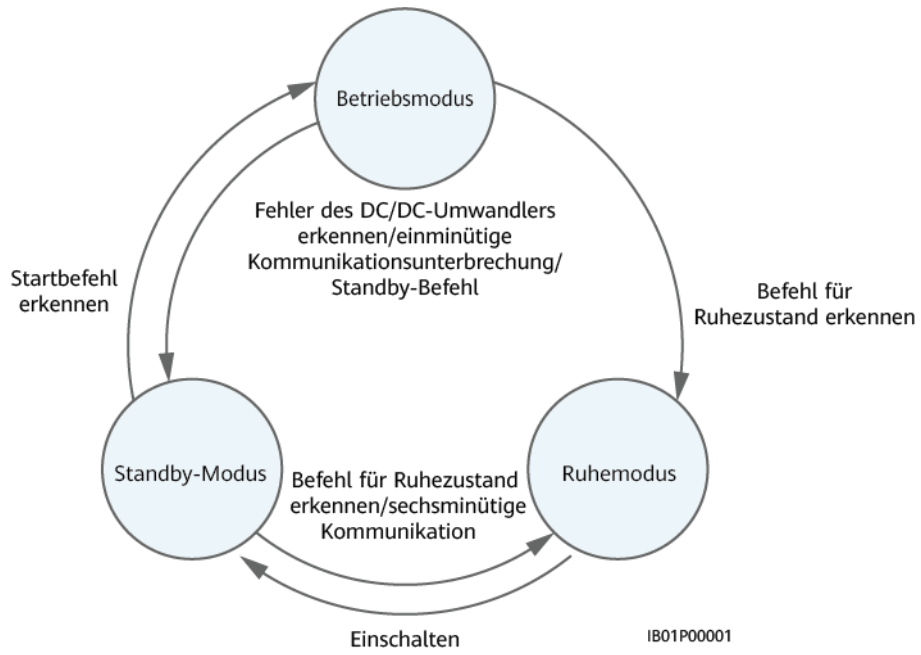 Betriebsmodus
Fehler des DC/DC-Umwandlers
erkennen/einminütige
Kommunikationsunterbrechung/
Standby-Befehl
Startbefehl
erkennen
Befehl für
Ruhezustand erkennen
Standby-Modus
Befehl für Ruhezustand
erkennen/sechsminütige
Kommunikation
Ruhemodus
Einschalten
IB01P00001